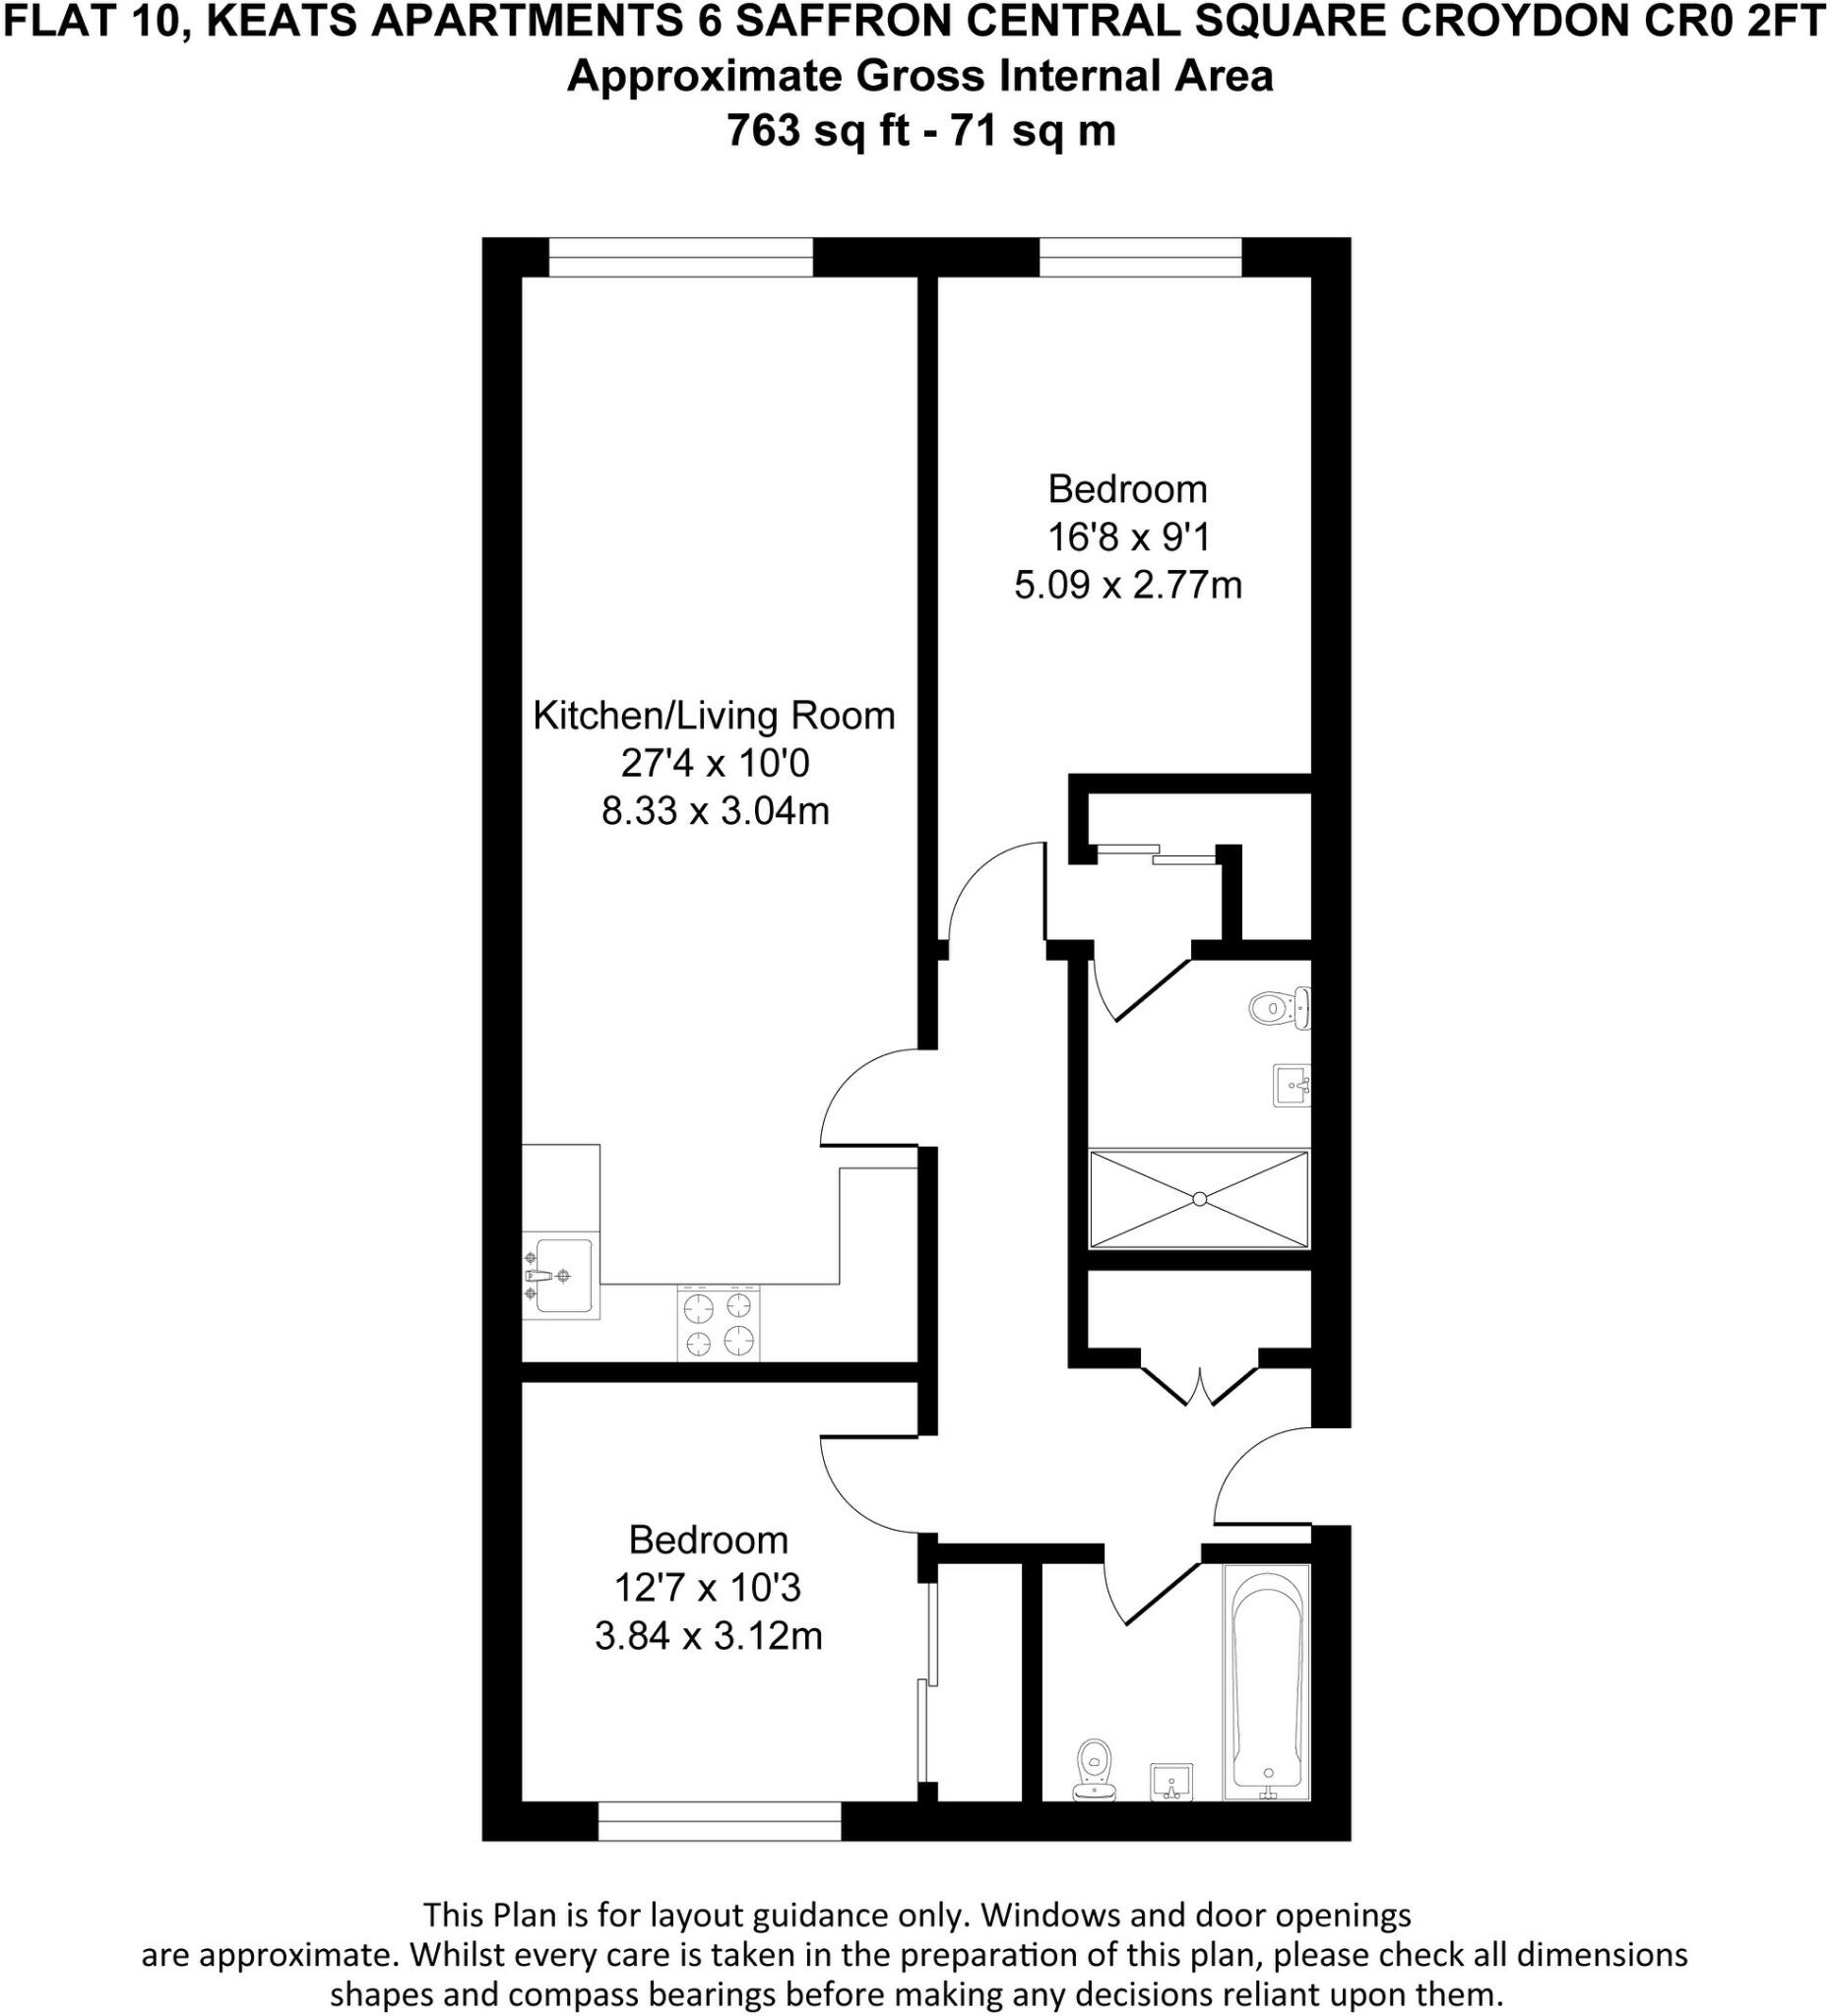 FLAT 10, KEATS APARTMENTS 6 SAFFRON CENTRAL SQUARE CROYDON CR0 2FT
Approximate Gross Internal Area
763 sq ft - 71 sq m
Bedroom
16'8 x 9'1
5.09 x 2.77m
Kitchen/Living Room
27'4 x 10'0
8.33 x 3.04m
Bedroom
12'7 x 10'3
3.84 x 3.12m
This Plan is for layout guidance only. Windows and door openings
are approximate. Whilst every care is taken in the preparation of this plan, please check all dimensions
shapes and compass bearings before making any decisions reliant upon them.